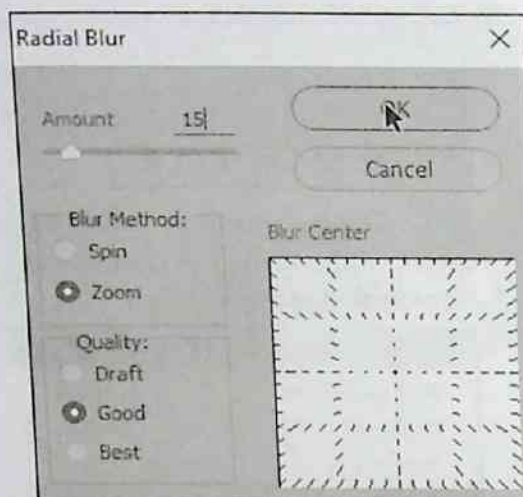 Radial Blur
Amount 15
OK
Cancel
Blur Method:
Spin
Zoom
Blur Center
Quality:
Draft
Good
Best